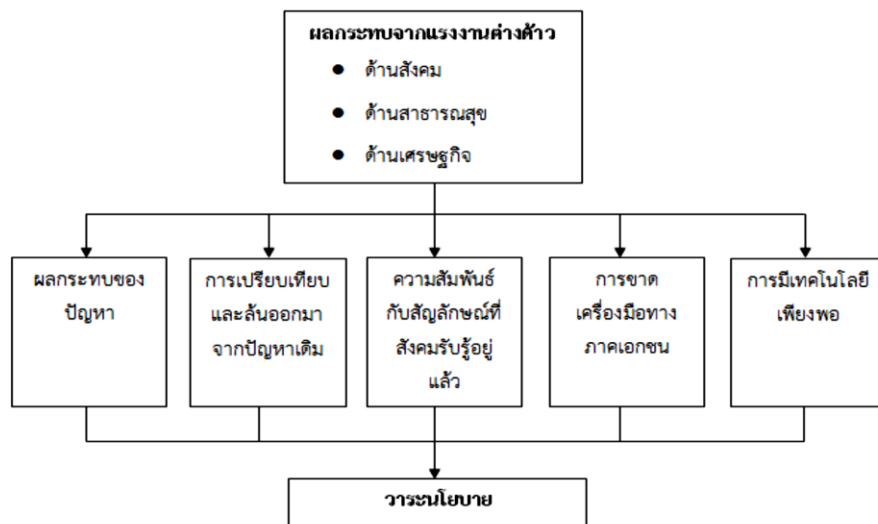 ผลกระทบจากแรงงานต่างด้าว
● ด้านสังคม
● ด้านสาธารณสุข
● ด้านเศรษฐกิจ
ผลกระทบของ
ปัญหา
การเปรียบเทียบ
และล้นออกมา
จากปัญหาเดิม
ความสัมพันธ์
กับสัญลักษณ์ที่
สังคมรับรู้อยู่
แล้ว
การขาด
เครื่องมือทาง
ภาคเอกชน
การมีเทคโนโลยี
เพียงพอ
วาระนโยบาย